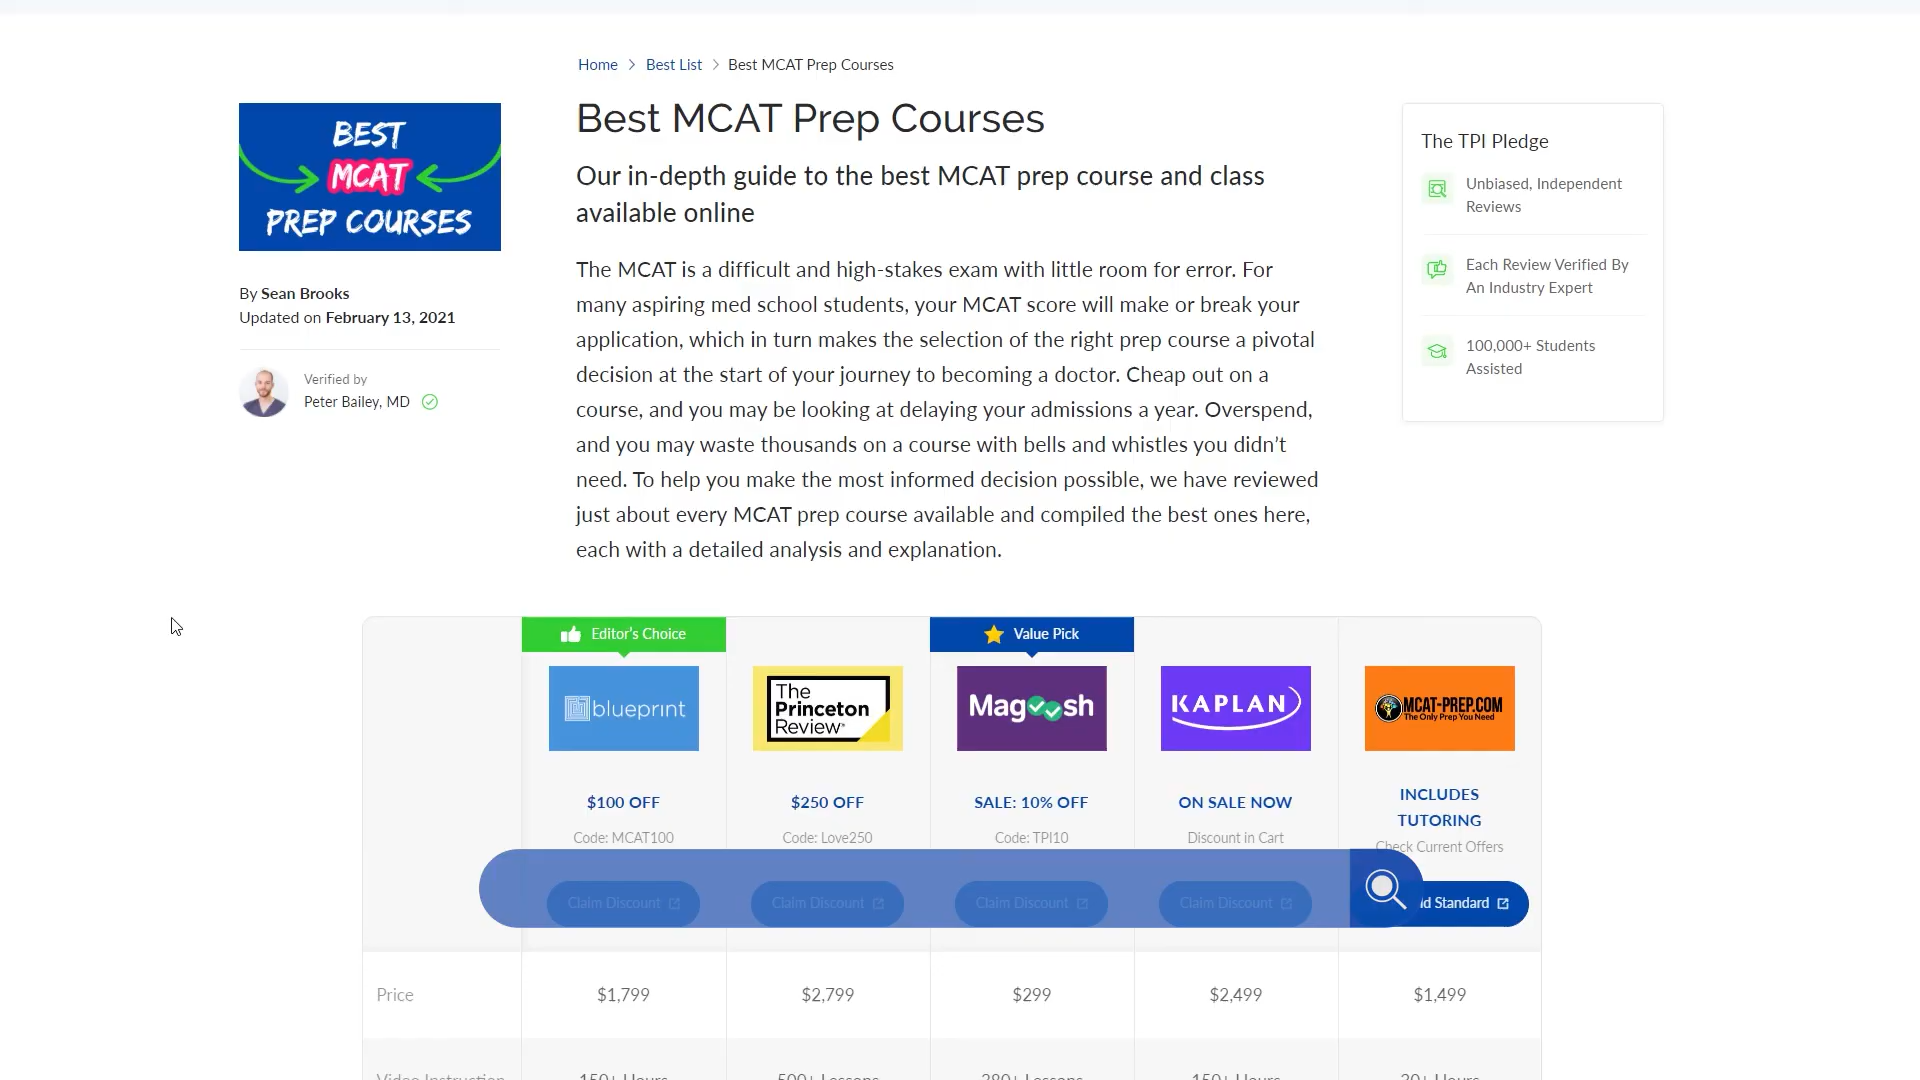 Home > Best List > Best MCAT Prep Courses
BEST
MCAT
PREP COURSES
By Sean Brooks
Updated on February 13, 2021
Verified by
Peter Bailey, MD
Best MCAT Prep Courses
Our in-depth guide to the best MCAT prep course and class
available online
The MCAT is a difficult and high-stakes exam with little room for error. For
many aspiring med school students, your MCAT score will make or break your
application, which in turn makes the selection of the right prep course a pivotal
decision at the start of your journey to becoming a doctor. Cheap out on a
course, and you may be looking at delaying your admissions a year. Overspend,
and you may waste thousands on a course with bells and whistles you didn’t
need. To help you make the most informed decision possible, we have reviewed
just about every MCAT prep course available and compiled the best ones here,
each with a detailed analysis and explanation.
The TPI Pledge
Unbiased, Independent
Reviews
Each Review Verified By
An Industry Expert
100,000+ Students
Assisted
Editor's Choice
Value Pick
blueprint
The
Princeton
Review
Magoosh
KAPLAN
MCAT-PREP.COM
The Only Prep You Need
$100 OFF
$250 OFF
SALE: 10% OFF
ON SALE NOW
INCLUDES
TUTORING
Code: MCAT100
Code: Love250
Code: TPI10
Discount in Cart
Check Current Offers
Claim Discount
Claim Discount
Claim Discount
Claim Discount
Standard
Price
$1,799
$2,799
$299
$2,499
$1,499
Video Instruction
150+ Hours
500+ Lessons
380+ Lessons
150+ Hours